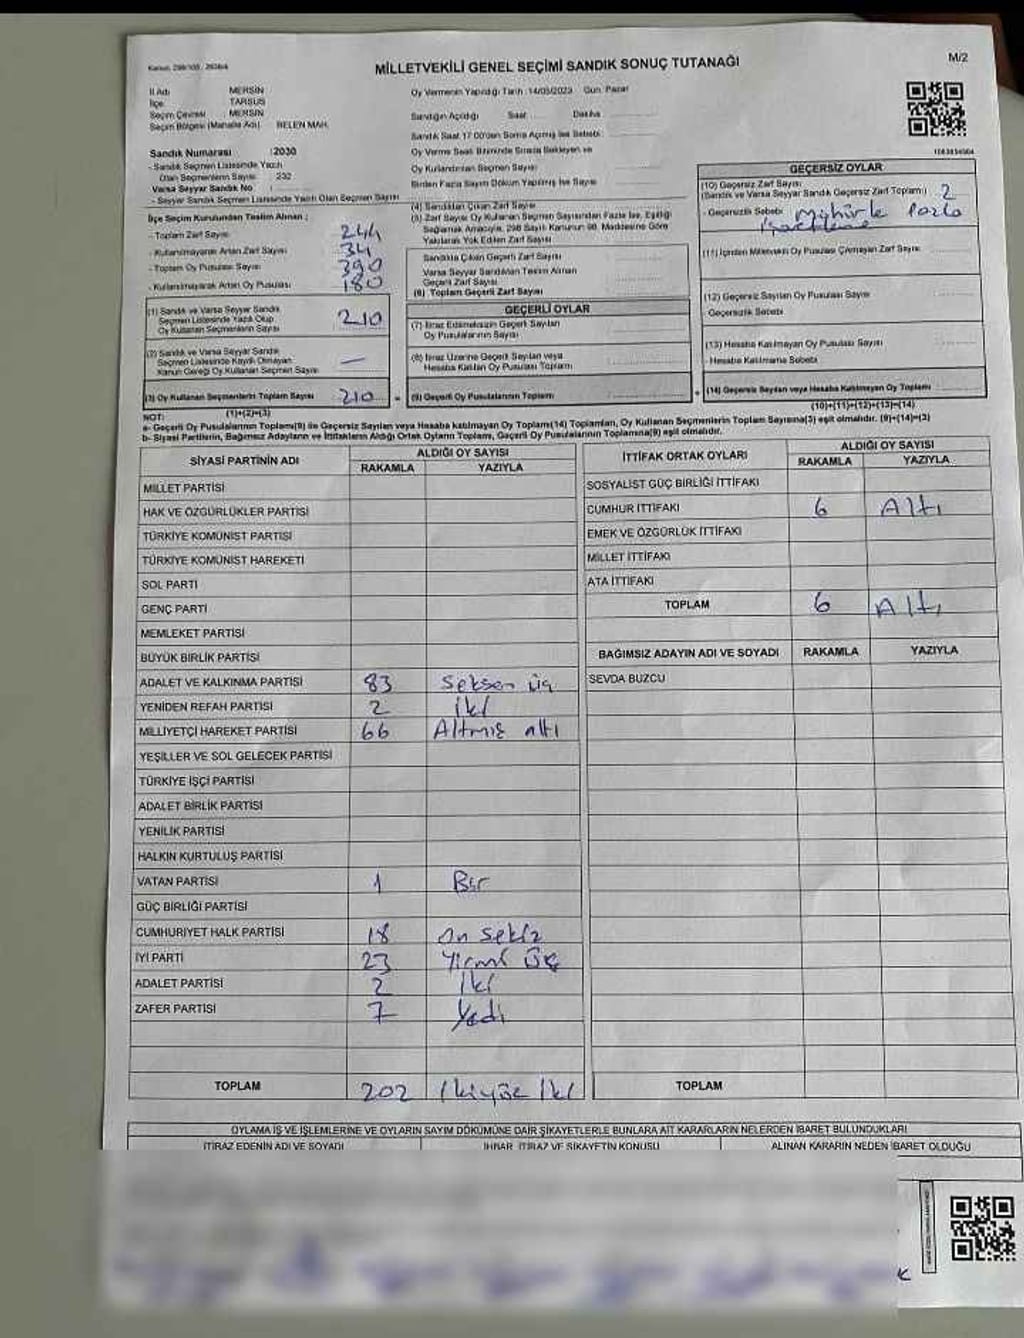 Kanun: 298/105, 2839/4
MİLLETVEKİLİ GENEL SEÇİMİ SANDIK SONUÇ TUTANAĞI
M/2
İl Adı MERSİN
İlçe TARSUS
Seçim Çevresi MERSİN
Seçim Bölgesi (Mahalle Adı) BELEN MAH.
Sandık Numarası : 2030
- Sandık Seçmen Listesinde Yazılı
Olan Seçmenlerin Sayısı 232
Varsa Seyyar Sandık No :
- Seyyar Sandık Seçmen Listesinde Yazılı Olan Seçmen Sayısı
Oy Vermenin Yapıldığı Tarih :14/05/2023 Gün: Pazar
Sandığın Açıldığı Saat Dakika
Sandık Saat 17:00'den Sonra Açılmış İse Sebebi:
Oy Verme Saati Bitiminde Sırada Bekleyen ve
Oy Kullandırılan Seçmen Sayısı
Birden Fazla Sayım Döküm Yapılmış İse Sayısı
(4) Sandıktan Çıkan Zarf Sayısı
(5) Zarf Sayısı Oy Kullanan Seçmen Sayısından Fazla İse, Eşitliği
Sağlamak Amacıyla, 298 Sayılı Kanunun 98. Maddesine Göre
Yakılarak Yok Edilen Zarf Sayısı
İlçe Seçim Kurulundan Teslim Alınan :
- Toplam Zarf Sayısı 244
- Kullanılmayarak Artan Zarf Sayısı 34
- Toplam Oy Pusulası Sayısı 390
- Kullanılmayarak Artan Oy Pusulası 180
(1) Sandık ve Varsa Seyyar Sandık
Seçmen Listesinde Yazılı Olup
Oy Kullanan Seçmenlerin Sayısı 210
(2) Sandık ve Varsa Seyyar Sandık
Seçmen Listesinde Kayıtlı Olmayan
Kanun Gereği Oy Kullanan Seçmen Sayısı —
(3) Oy Kullanan Seçmenlerin Toplam Sayısı 210
(1)+(2)=(3)
Sandıkta Çıkan Geçerli Zarf Sayısı
Varsa Seyyar Sandıktan Teslim Alınan
Geçerli Zarf Sayısı
(6) Toplam Geçerli Zarf Sayısı
GEÇERLİ OYLAR
(7) İtiraz Edilmeksizin Geçerli Sayılan
Oy Pusulalarının Sayısı
(8) İtiraz Üzerine Geçerli Sayılan veya
Hesaba Katılan Oy Pusulası Toplamı
(9) Geçerli Oy Pusulalarının Toplamı
GEÇERSİZ OYLAR
(10) Geçersiz Zarf Sayısı
(Sandık ve Varsa Seyyar Sandık Geçersiz Zarf Toplamı) 2
- Geçersizlik Sebebi Mühürle Fazla
(11) İçinden Milletvekili Oy Pusulası Çıkmayan Zarf Sayısı
(12) Geçersiz Sayılan Oy Pusulası Sayısı
Geçersizlik Sebebi
(13) Hesaba Katılmayan Oy Pusulası Sayısı
- Hesaba Katılmama Sebebi
(14) Geçersiz Sayılan veya Hesaba Katılmayan Oy Toplamı
(10)+(11)+(12)+(13)=(14)
NOT:
a- Geçerli Oy Pusulaların Toplamı(9) ile Geçersiz Sayılan veya Hesaba katılmayan Oy Toplam(14) Toplamları, Oy Kullanan Seçmenlerin Toplam Sayısına(3) eşit olmalıdır. (9)+(14)=(3)
b- Siyasi Partilerin, Bağımsız Adayların ve İttifakların Aldığı Ortak Oyların Toplamı, Geçerli Oy Pusulalarının Toplamına(9) eşit olmalıdır.
SİYASİ PARTİNİN ADI ALDIĞI OY SAYISI
RAKAMLA YAZIYLA
MİLLET PARTİSİ
HAK VE ÖZGÜRLÜKLER PARTİSİ
TÜRKİYE KOMÜNİST PARTİSİ
TÜRKİYE KOMÜNİST HAREKETİ
SOL PARTİ
GENÇ PARTİ
MEMLEKET PARTİSİ
BÜYÜK BİRLİK PARTİSİ
ADALET VE KALKINMA PARTİSİ 83 Seksen üç
YENİDEN REFAH PARTİSİ 2 İki
MİLLİYETÇİ HAREKET PARTİSİ 66 Altmış altı
YEŞİLLER VE SOL GELECEK PARTİSİ
TÜRKİYE İŞÇİ PARTİSİ
ADALET BİRLİK PARTİSİ
YENİLİK PARTİSİ
HALKIN KURTULUŞ PARTİSİ
VATAN PARTİSİ 1 Bir
GÜÇ BİRLİĞİ PARTİSİ
CUMHURİYET HALK PARTİSİ 18 On sekiz
İYİ PARTİ 23 Yirmi üç
ADALET PARTİSİ 2 İki
ZAFER PARTİSİ 7 Yedi
TOPLAM 202 İkiyüz iki
İTTİFAK ORTAK OYLARI ALDIĞI OY SAYISI
RAKAMLA YAZIYLA
SOSYALİST GÜÇ BİRLİĞİ İTTİFAKI
CUMHUR İTTİFAKI 6 Altı
EMEK VE ÖZGÜRLÜK İTTİFAKI
MİLLET İTTİFAKI
ATA İTTİFAKI
TOPLAM 6 Altı
BAĞIMSIZ ADAYIN ADI VE SOYADI RAKAMLA YAZIYLA
SEVDA BUZCU
TOPLAM
OYLAMA İŞ VE İŞLEMLERİNE VE OYLARIN SAYIM DÖKÜMÜNE DAİR ŞİKAYETLERLE BUNLARA AİT KARARLARIN NELERDEN İBARET BULUNDUKLARI
İTİRAZ EDENİN ADI VE SOYADI İHBAR, İTİRAZ VE ŞİKAYETİN KONUSU ALINAN KARARIN NEDEN İBARET OLDUĞU